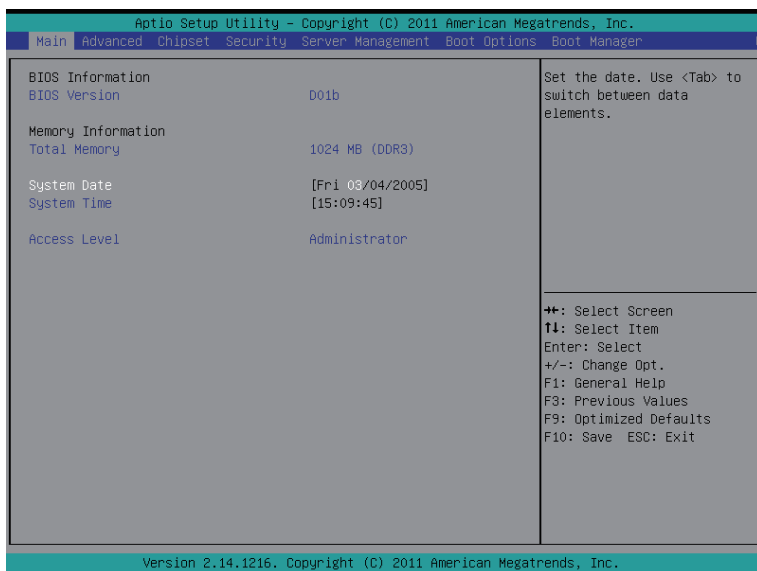 Aptio Setup Utility – Copyright (C) 2011 American Megatrends, Inc.
Main Advanced Chipset Security Server Management Boot Options Boot Manager
BIOS Information
BIOS Version D01b
Memory Information
Total Memory 1024 MB (DDR3)
System Date [Fri 03/04/2005]
System Time [15:09:45]
Access Level Administrator
Set the date. Use <Tab> to
switch between data
elements.
→←: Select Screen
↑↓: Select Item
Enter: Select
+/-: Change Opt.
F1: General Help
F3: Previous Values
F9: Optimized Defaults
F10: Save ESC: Exit
Version 2.14.1216. Copyright (C) 2011 American Megatrends, Inc.